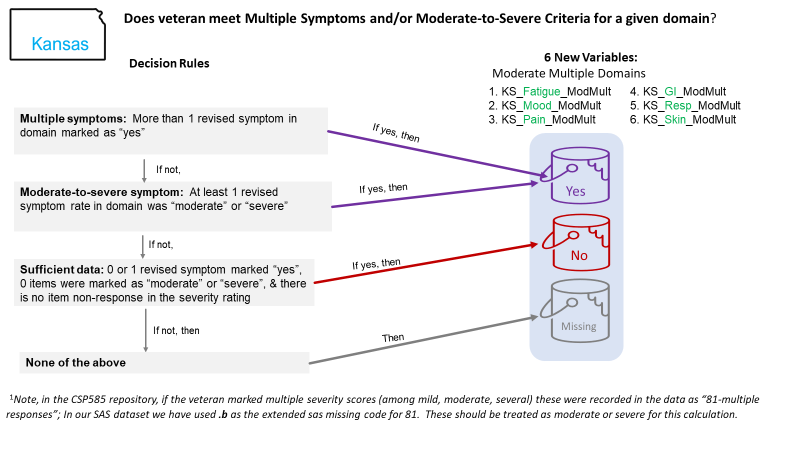 Does veteran meet Multiple Symptoms and/or Moderate-to-Severe Criteria for a given domain?
Kansas
Decision Rules
6 New Variables:
Moderate Multiple Domains
1. KS_Fatigue_ModMult
2. KS_Mood_ModMult
3. KS_Pain_ModMult
4. KS_GI_ModMult
5. KS_Resp_ModMult
6. KS_Skin_ModMult
Multiple symptoms: More than 1 revised symptom in
domain marked as “yes”
If yes, then
If not,
Moderate-to-severe symptom: At least 1 revised
symptom rate in domain was “moderate” or “severe”
If yes, then
Yes
If not,
Sufficient data: 0 or 1 revised symptom marked “yes”,
0 items were marked as “moderate” or “severe”, & there
is no item non-response in the severity rating
If yes, then
No
If not, then
Then
Missing
None of the above
1Note, in the CSP585 repository, if the veteran marked multiple severity scores (among mild, moderate, several) these were recorded in the data as “81-multiple
responses”; In our SAS dataset we have used .b as the extended sas missing code for 81. These should be treated as moderate or severe for this calculation.